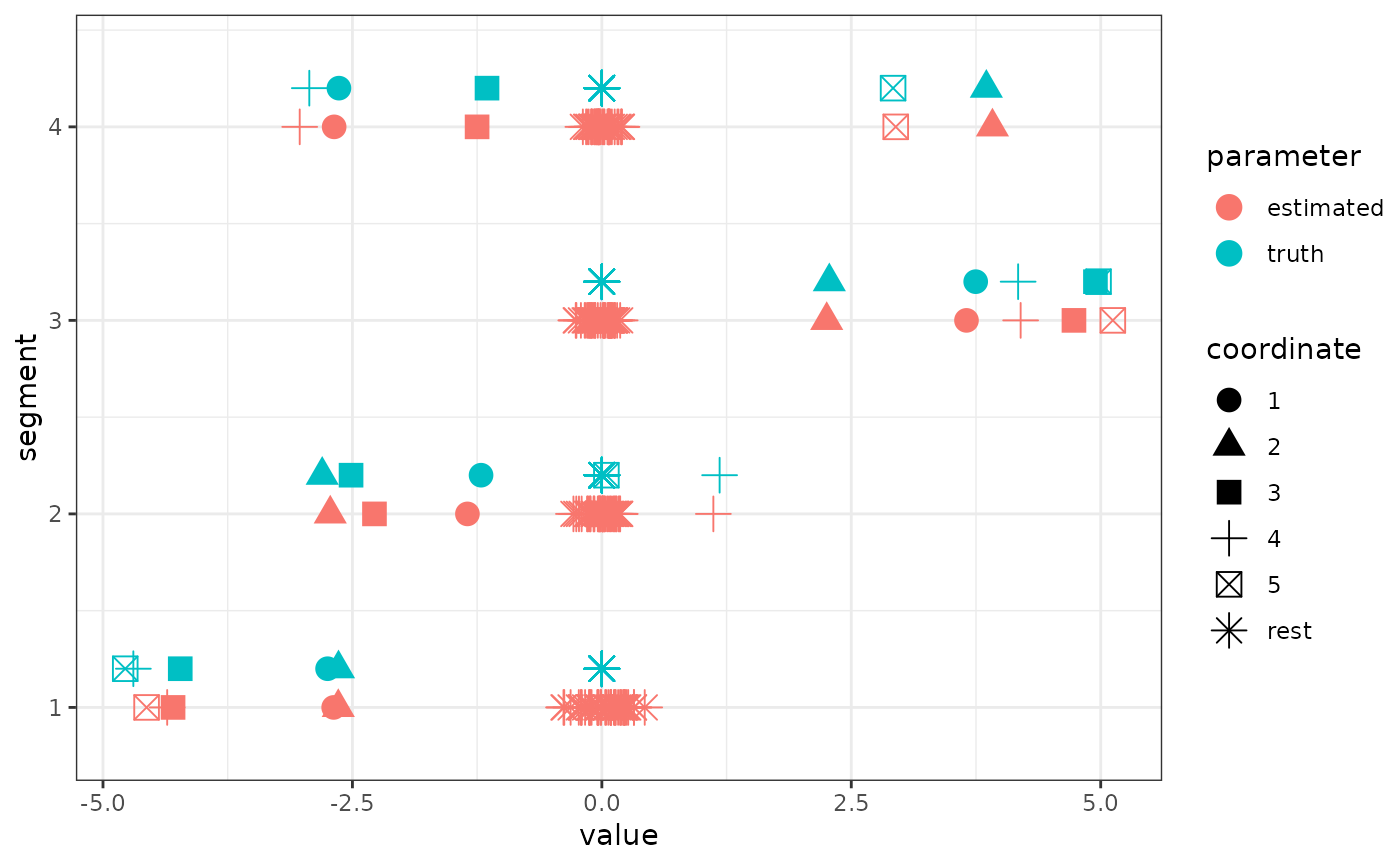 segment
4
3
2
1
-5.0
-2.5
0.0
2.5
5.0
value
parameter
estimated
truth
coordinate
1
2
3
4
5
rest